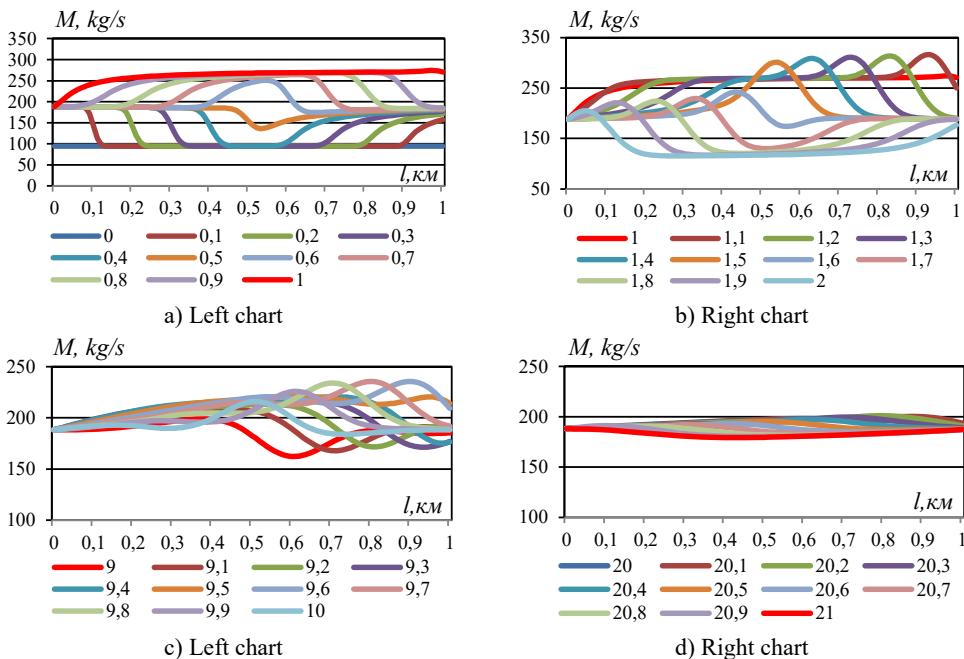 M, kg/s
350
300
250
200
150
100
50
0
l,км
0 0,1 0,2 0,3 0,4 0,5 0,6 0,7 0,8 0,9 1
0 0,1 0,2 0,3
0,4 0,5 0,6 0,7
0,8 0,9 1
a) Left chart
M, kg/s
350
250
150
50
l,км
0 0,1 0,2 0,3 0,4 0,5 0,6 0,7 0,8 0,9 1
1 1,1 1,2 1,3
1,4 1,5 1,6 1,7
1,8 1,9 2
b) Right chart
M, kg/s
250
200
150
100
l,км
0 0,1 0,2 0,3 0,4 0,5 0,6 0,7 0,8 0,9 1
9 9,1 9,2 9,3
9,4 9,5 9,6 9,7
9,8 9,9 10
c) Left chart
M, kg/s
250
200
150
100
l,км
0 0,1 0,2 0,3 0,4 0,5 0,6 0,7 0,8 0,9 1
20 20,1 20,2 20,3
20,4 20,5 20,6 20,7
20,8 20,9 21
d) Right chart